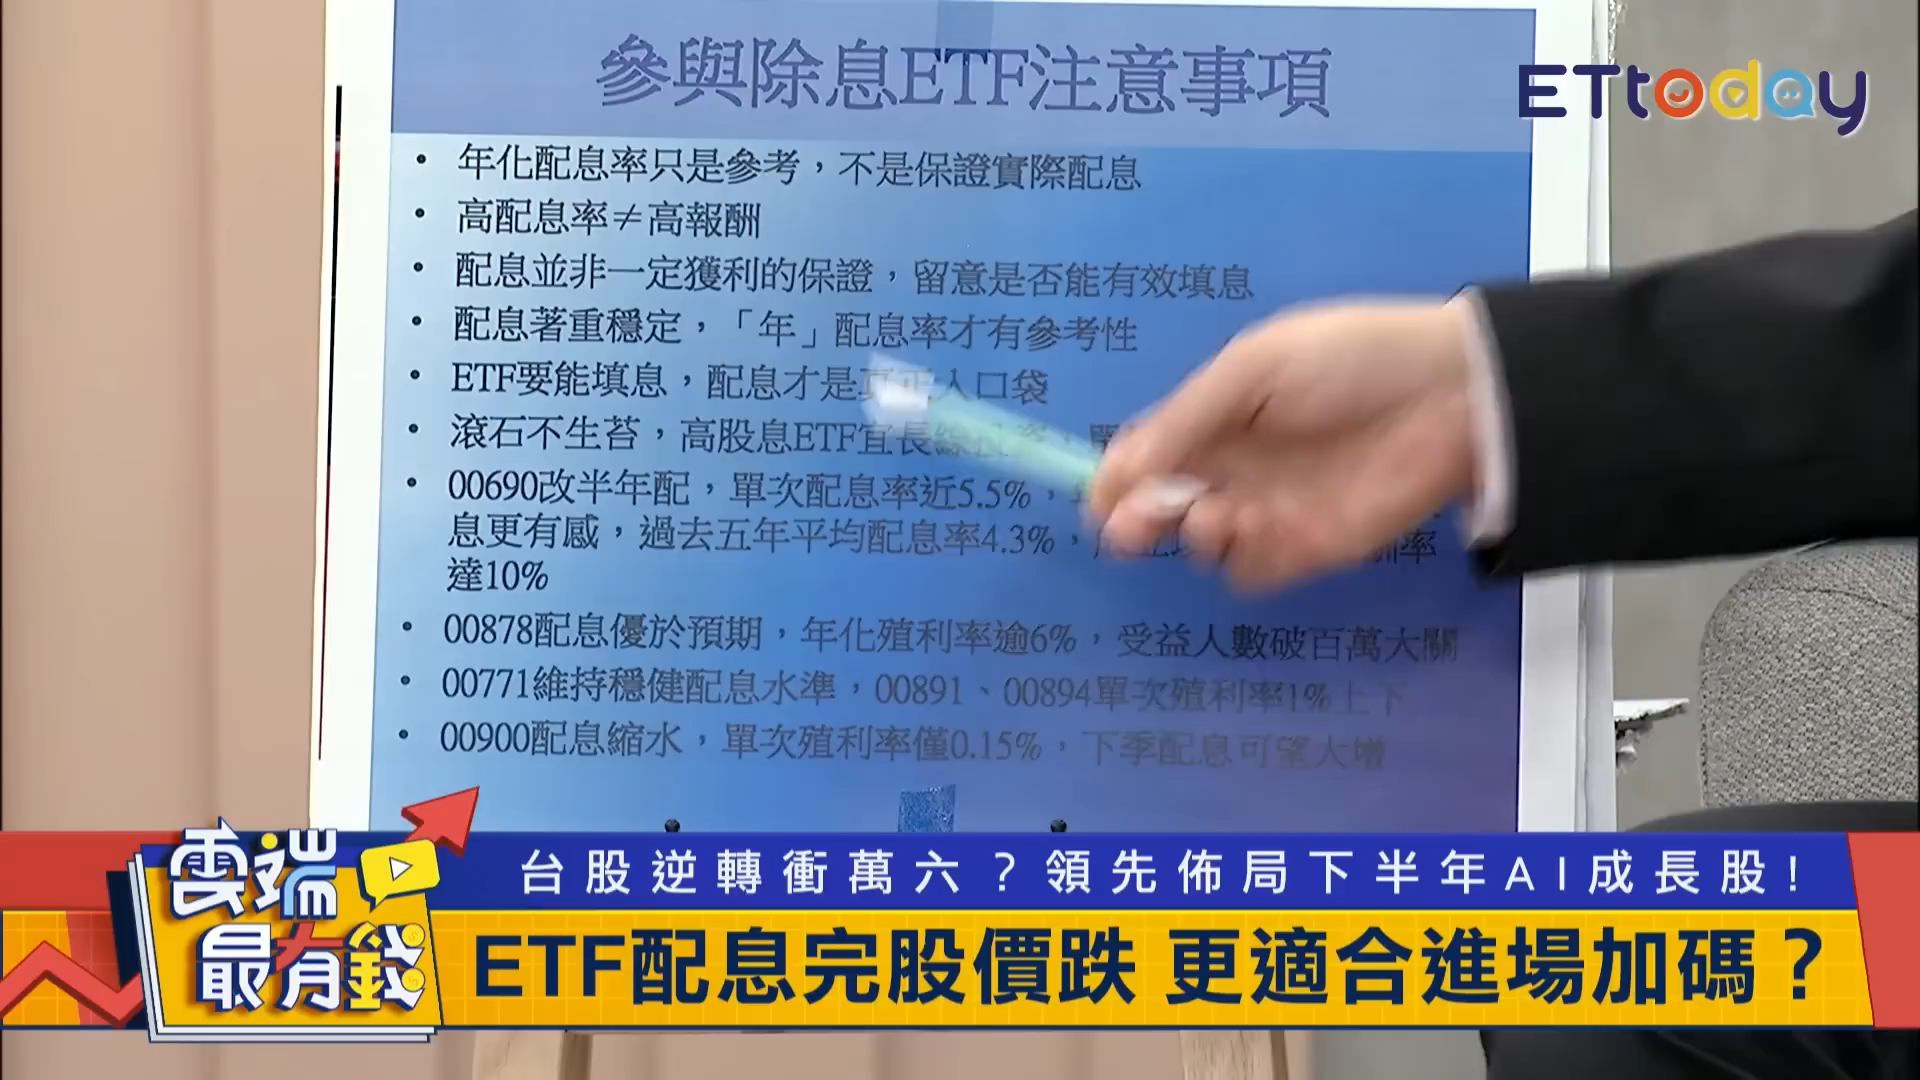 參與除息ETF注意事項
ETtoday
• 年化配息率只是參考，不是保證實際配息
• 高配息率≠高報酬
• 配息並非一定獲利的保證，留意是否能有效填息
• 配息著重穩定，「年」配息率才有參考性
• ETF要能填息，配息才是真正入口袋
• 滾石不生苔，高股息ETF宜長線投資，
• 00690改半年配，單次配息率近5.5%，
息更有感，過去五年平均配息率4.3%，酬率
達10%
• 00878配息優於預期，年化殖利率逾6%，受益人數破百萬大關
• 00771維持穩健配息水準，00891、00894單次殖利率1%上下
• 00900配息縮水，單次殖利率僅0.15%，下季配息可望大增
雲端最有錢
台股逆轉衝萬六？領先佈局下半年AI成長股！
ETF配息完股價跌 更適合進場加碼？